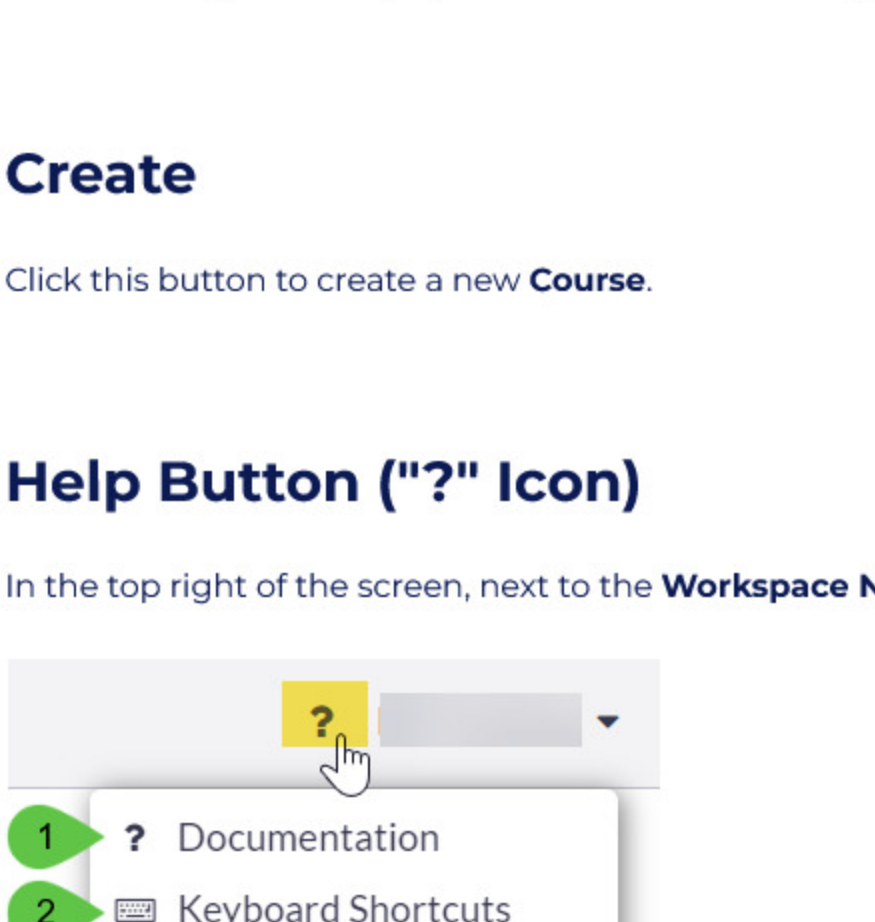 Create
Click this button to create a new Course.
Help Button ("?" Icon)
In the top right of the screen, next to the Workspace
?
1 ? Documentation
2 Keyboard Shortcuts